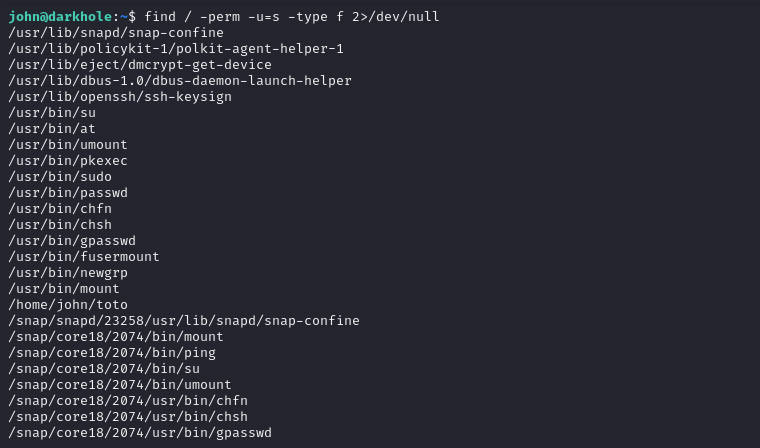 john@darkhole:~$ find / -perm -u=s -type f 2>/dev/null
/usr/lib/snapd/snap-confine
/usr/lib/policykit-1/polkit-agent-helper-1
/usr/lib/eject/dmcrypt-get-device
/usr/lib/dbus-1.0/dbus-daemon-launch-helper
/usr/lib/openssh/ssh-keysign
/usr/bin/su
/usr/bin/at
/usr/bin/umount
/usr/bin/pkexec
/usr/bin/sudo
/usr/bin/passwd
/usr/bin/chfn
/usr/bin/chsh
/usr/bin/gpasswd
/usr/bin/fusermount
/usr/bin/newgrp
/usr/bin/mount
/home/john/toto
/snap/snapd/23258/usr/lib/snapd/snap-confine
/snap/core18/2074/bin/mount
/snap/core18/2074/bin/ping
/snap/core18/2074/bin/su
/snap/core18/2074/bin/umount
/snap/core18/2074/usr/bin/chfn
/snap/core18/2074/usr/bin/chsh
/snap/core18/2074/usr/bin/gpasswd